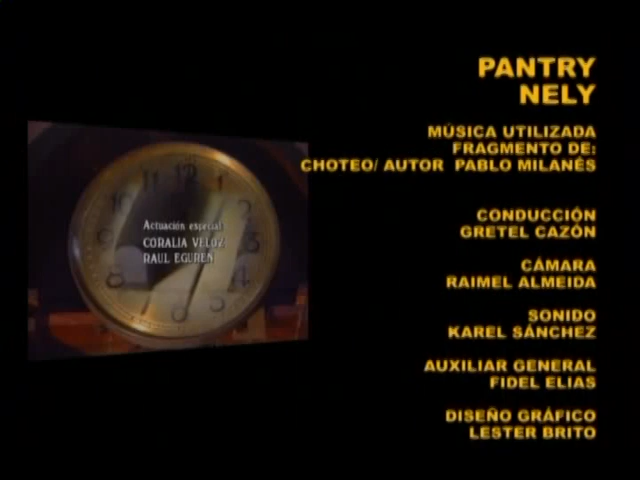 PANTRY
NELY
MÚSICA UTILIZADA
FRAGMENTO DE:
CHOTEO/ AUTOR PABLO MILANÉS
CONDUCCIÓN
GRETEL CAZÓN
CÁMARA
RAIMEL ALMEIDA
SONIDO
KAREL SÁNCHEZ
AUXILIAR GENERAL
FIDEL ELIAS
DISEÑO GRÁFICO
LESTER BRITO
Actuación especial
CORALIA VELOZ
RAUL EGUREN